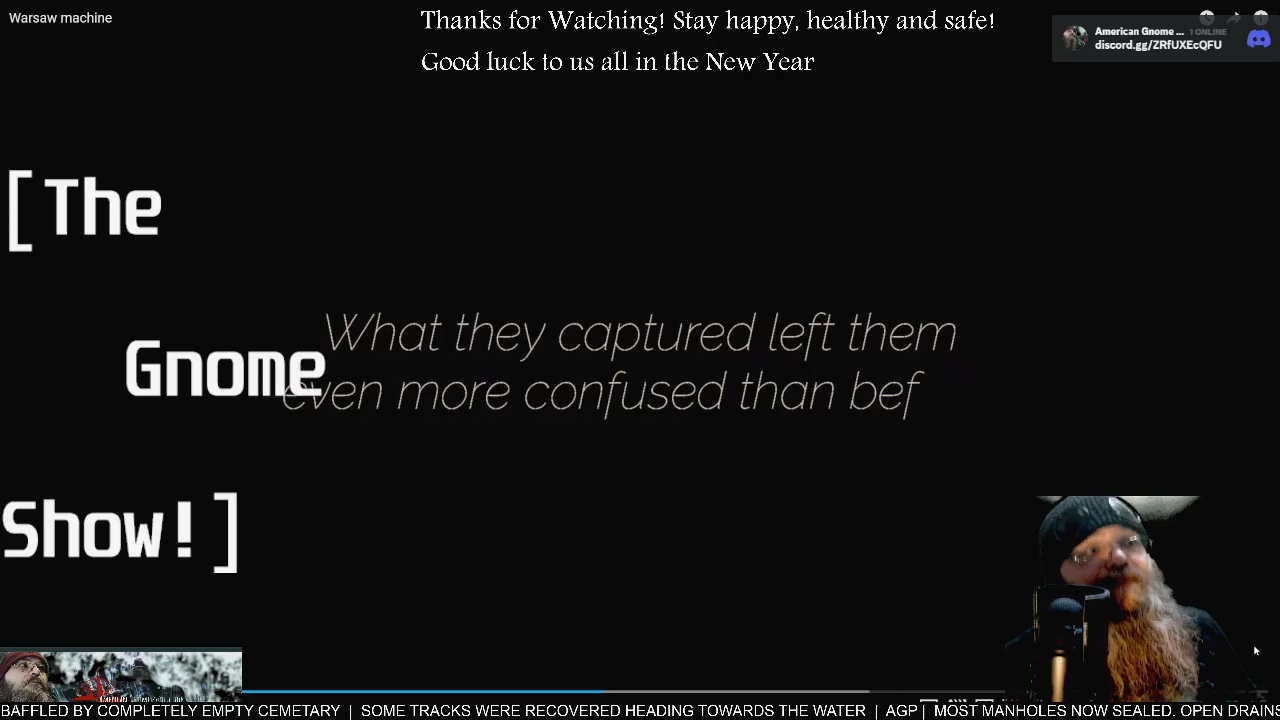 Warsaw machine
Thanks for Watching! Stay happy, healthy and safe!
Good luck to us all in the New Year
American Gnome ... 1 ONLINE
discord.gg/ZRfUXEcQFU
[The
Gnome
Show!]
What they captured left them
even more confused than bef
BAFFLED BY COMPLETELY EMPTY CEMETARY | SOME TRACKS WERE RECOVERED HEADING TOWARDS THE WATER | AGP | MOST MANHOLES NOW SEALED. OPEN DRAINS